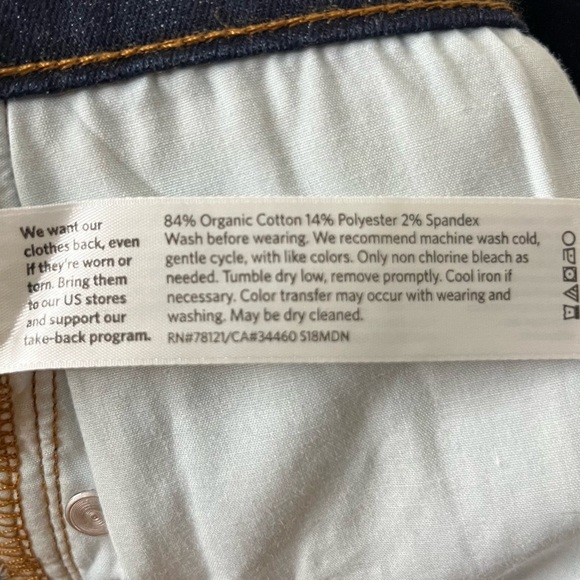 We want our
clothes back, even
if they're worn or
torn. Bring them
to our US stores
and support our
take-back program.
84% Organic Cotton 14% Polyester 2% Spandex
Wash before wearing. We recommend machine wash cold,
gentle cycle, with like colors. Only non chlorine bleach as
needed. Tumble dry low, remove promptly. Cool iron if
necessary. Color transfer may occur with wearing and
washing. May be dry cleaned.
RN#78121/CA#34460 S18MDN